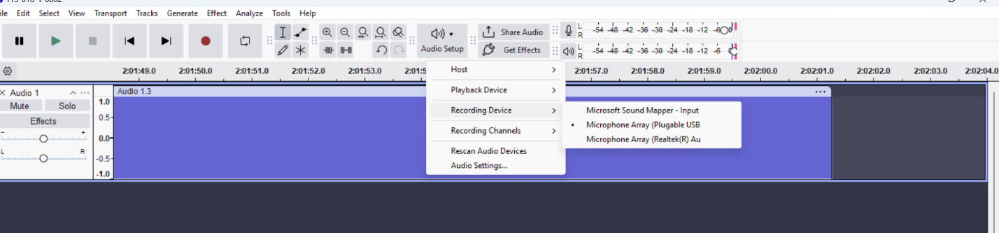 Edit Select View Transport Tracks Generate Effect Analyze Tools Help
Audio Setup
Share Audio
Get Effects
L
R
-54 -48 -42 -36 -30 -24 -18 -12 -6 0
L
R
-54 -48 -42 -36 -30 -24 -18 -12 -6
2:01:49.0 2:01:50.0 2:01:51.0 2:01:52.0 2:01:53.0 2:01:5 2:01:57.0 2:01:58.0 2:01:59.0 2:02:00.0 2:02:01.0 2:02:02.0 2:02:03.0 2:02:04.0
Audio 1
Mute Solo
Effects
- +
L R
1.0
0.5-
0.0-
-0.5-
-1.0
Audio 1.3
Host
Playback Device
Recording Device
Recording Channels
Rescan Audio Devices
Audio Settings...
Microsoft Sound Mapper - Input
Microphone Array (Plugable USB
Microphone Array (Realtek(R) Au